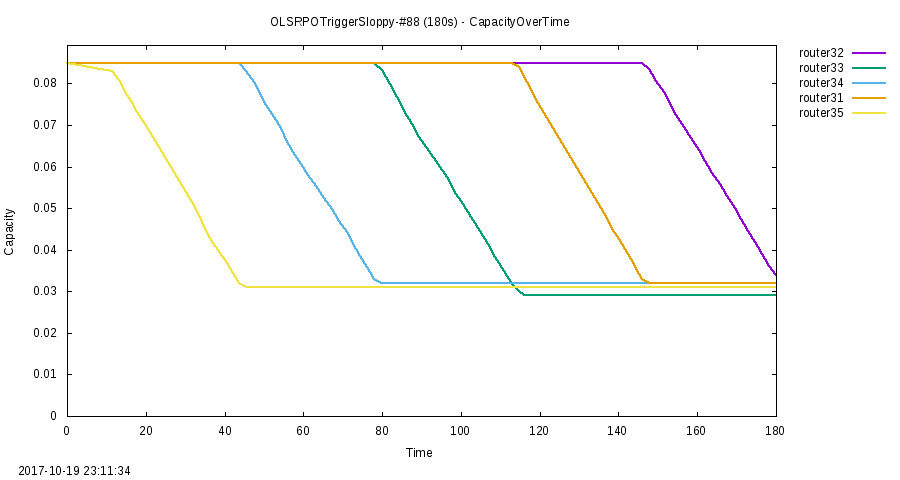 OLSRPOTriggerSloppy-#88 (180s) - CapacityOverTime
router32
router33
router34
router31
router35
0.08
0.07
0.06
0.05
0.04
0.03
0.02
0.01
0
Capacity
0 20 40 60 80 100 120 140 160 180
Time
2017-10-19 23:11:34